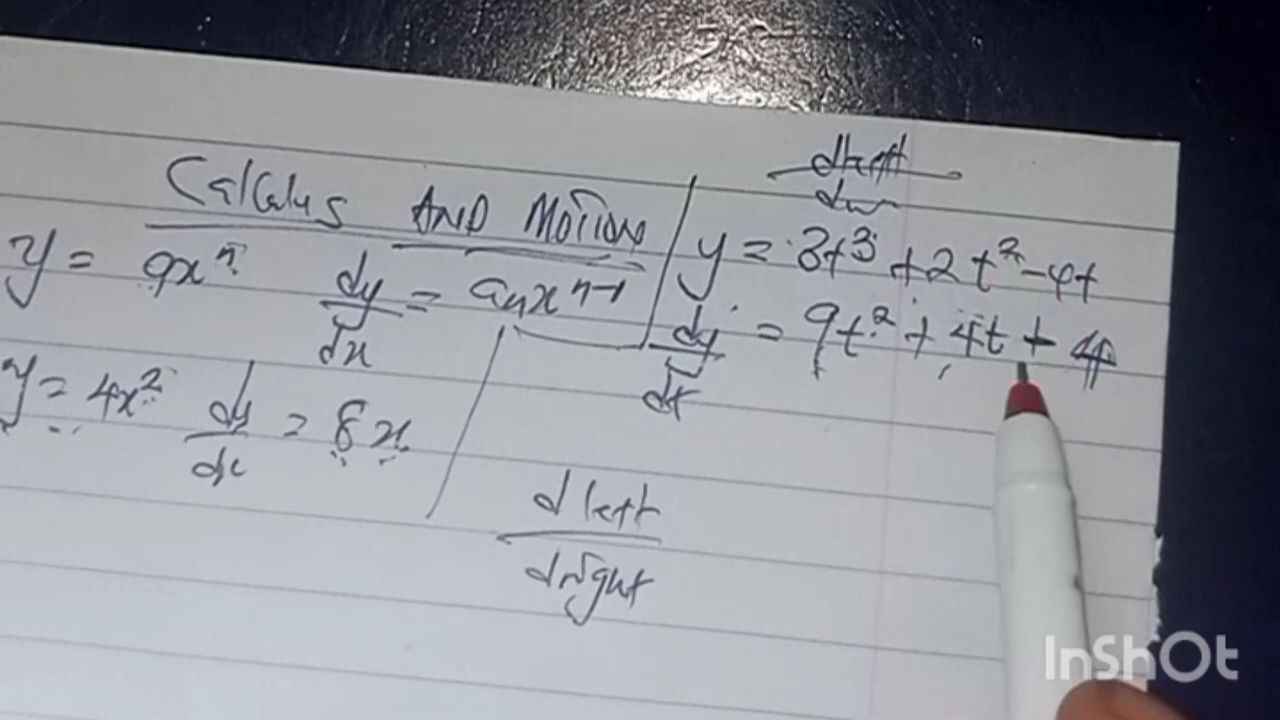 Calculus AND MOTION
y = ax^n dy/dx = anx^n-1
y = 4x^2 dy/dx = 8x
y = 3t^3 + 2t^2 - 4t
dy/dt = 9t^2 + 4t + 4
d left
d right
InShOt